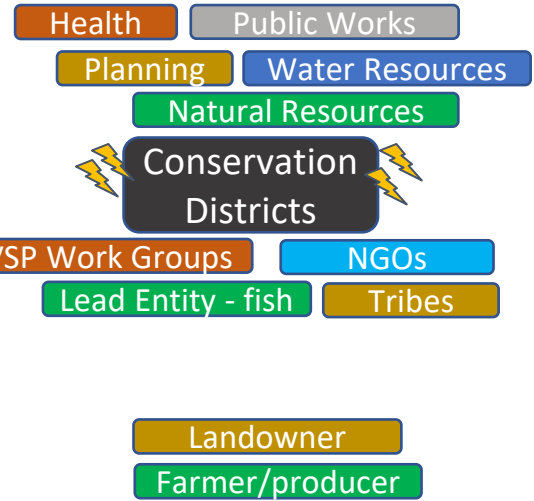 Health
Public Works
Planning
Water Resources
Natural Resources
Conservation
Districts
VSP Work Groups
NGOs
Lead Entity - fish
Tribes
Landowner
Farmer/producer